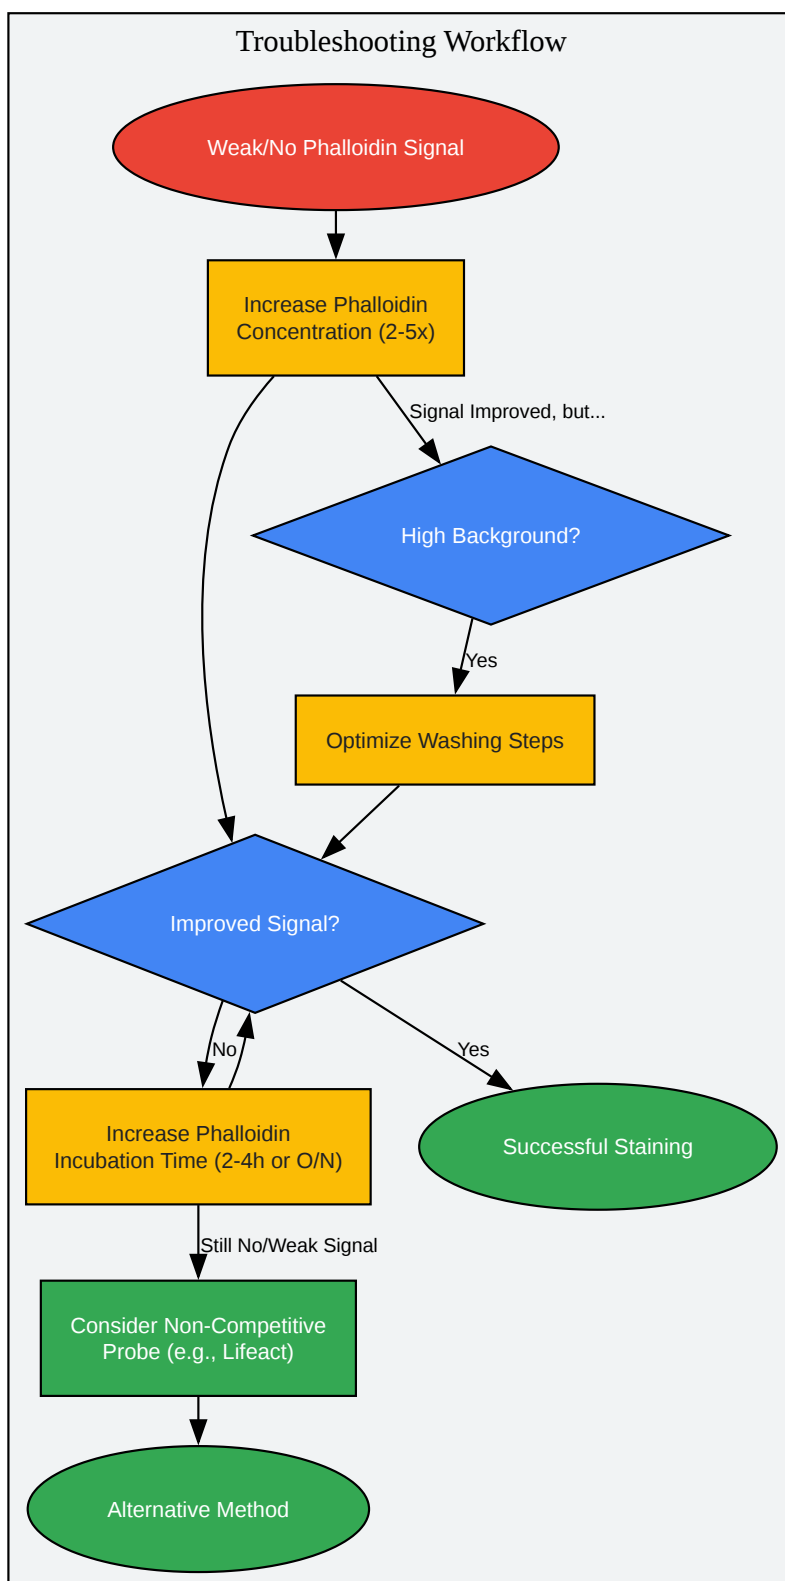 Troubleshooting Workflow
Weak/No Phalloidin Signal
Increase Phalloidin
Concentration (2-5x)
Signal Improved, but...
High Background?
Yes
Optimize Washing Steps
Improved Signal?
No
Yes
Increase Phalloidin
Incubation Time (2-4h or O/N)
Successful Staining
Still No/Weak Signal
Consider Non-Competitive
Probe (e.g., Lifeact)
Alternative Method